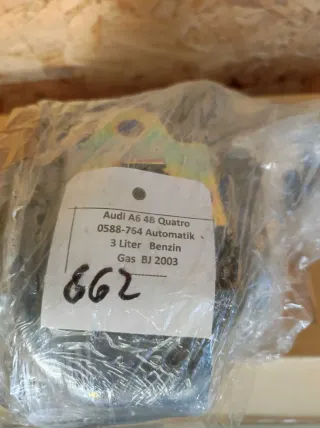 Audi A6 4B Quatro
0588-764 Automatik
3 Liter Benzin
Gas BJ 2003
662